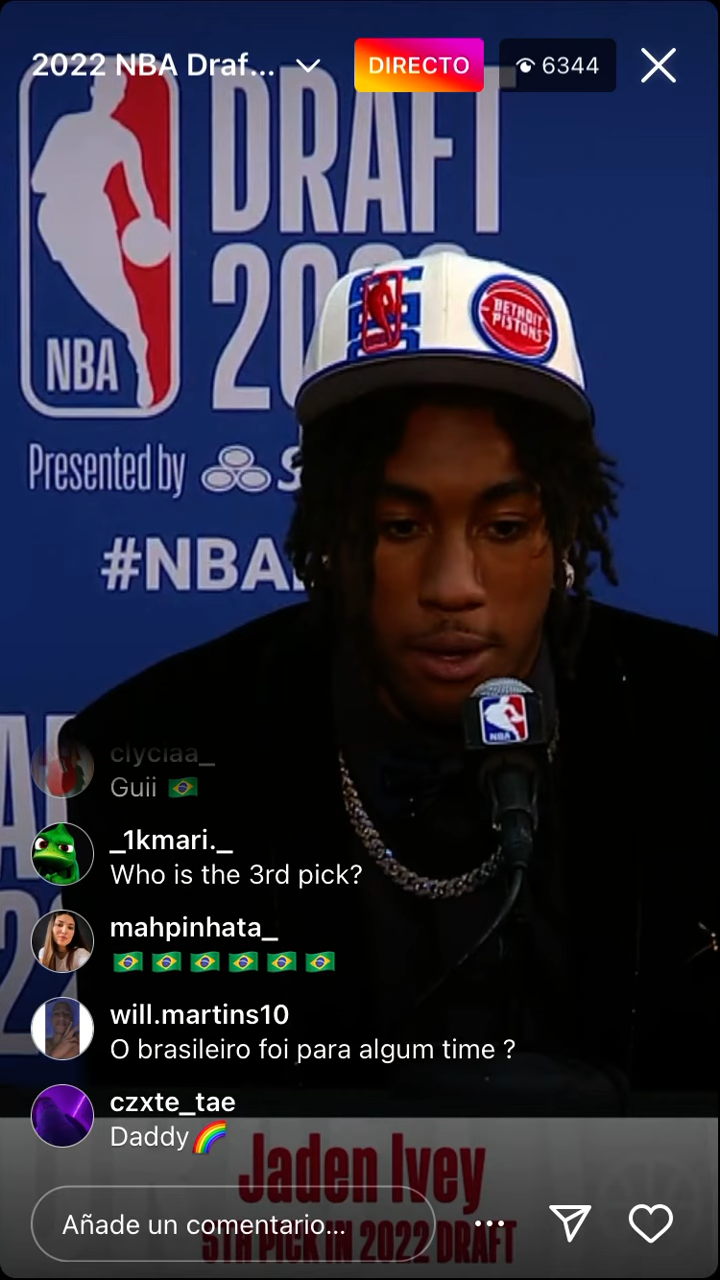 2022 NBA Draf...
DIRECTO
6344
DRAFT
NBA
DETROIT
PISTONS
Presented by
#NBA
NBA
clyciaa_
Guii 🇧🇷
_1kmari._
Who is the 3rd pick?
mahpinhata_
🇧🇷 🇧🇷 🇧🇷 🇧🇷 🇧🇷 🇧🇷
will.martins10
O brasileiro foi para algum time ?
czxte_tae
Daddy🌈
Jaden Ivey
Añade un comentario...
5TH PICK IN 2022 DRAFT